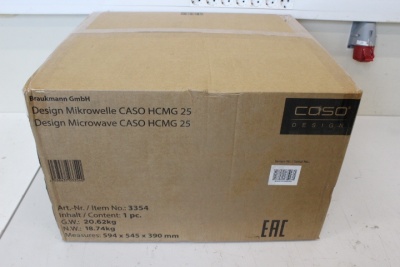 Braukmann GmbH
Design Mikrowelle CASO HCMG 25
Design Microwave CASO HCMG 25
CASO
DESIGN
Art.-Nr. / Item No.: 3354
Inhalt / Content: 1 pc.
G.W.: 20.62kg
N.W.: 18.74kg
Measures: 594 x 545 x 390 mm
EAC